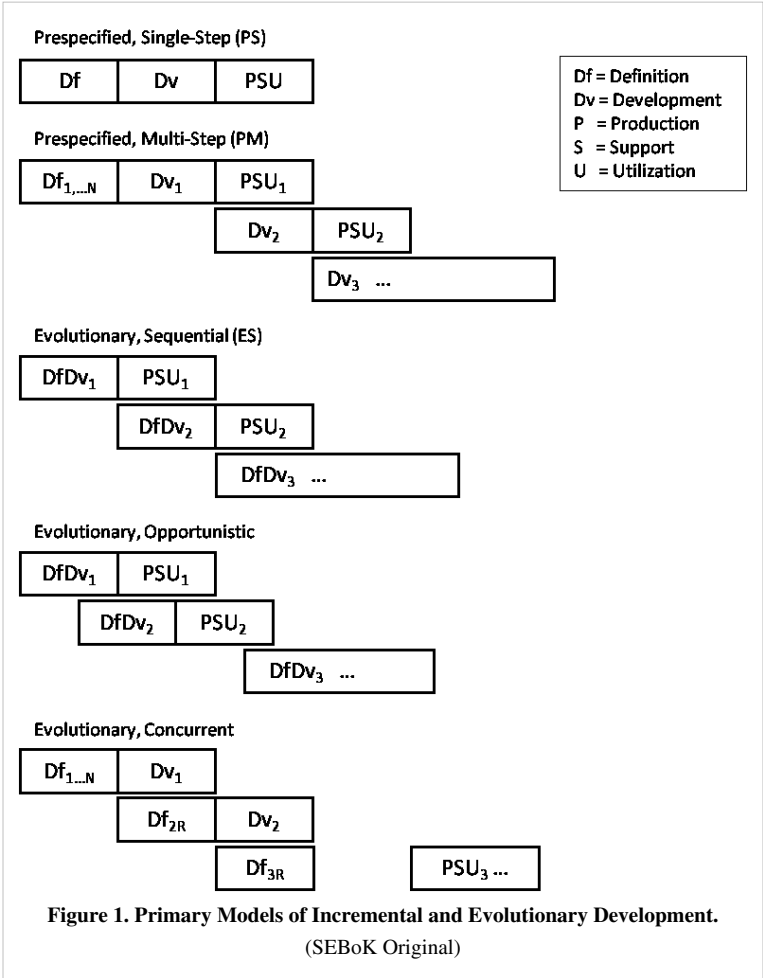 Prespecified, Single-Step (PS)
Df Dv PSU
Df = Definition
Dv = Development
P = Production
S = Support
U = Utilization
Prespecified, Multi-Step (PM)
Df1,...N Dv1 PSU1
Dv2 PSU2
Dv3 ...
Evolutionary, Sequential (ES)
DfDv1 PSU1
DfDv2 PSU2
DfDv3 ...
Evolutionary, Opportunistic
DfDv1 PSU1
DfDv2 PSU2
DfDv3 ...
Evolutionary, Concurrent
Df1...N Dv1
Df2R Dv2
Df3R PSU3 ...
Figure 1. Primary Models of Incremental and Evolutionary Development.
(SEBoK Original)